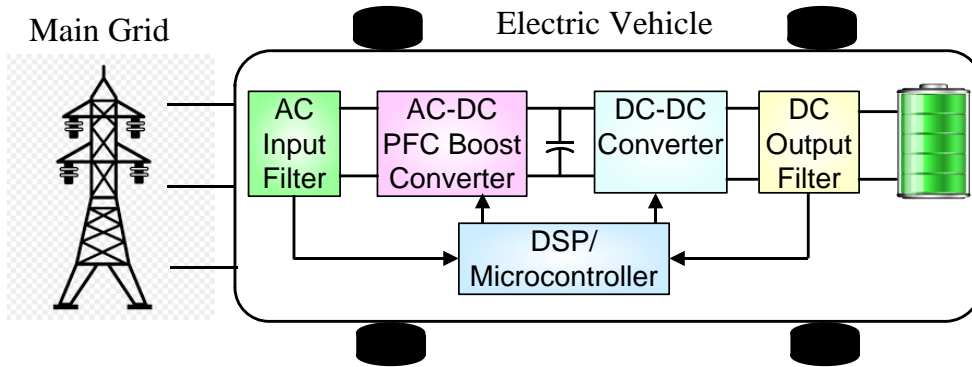 Main Grid
Electric Vehicle
AC
Input
Filter
AC-DC
PFC Boost
Converter
DC-DC
Converter
DC
Output
Filter
DSP/
Microcontroller